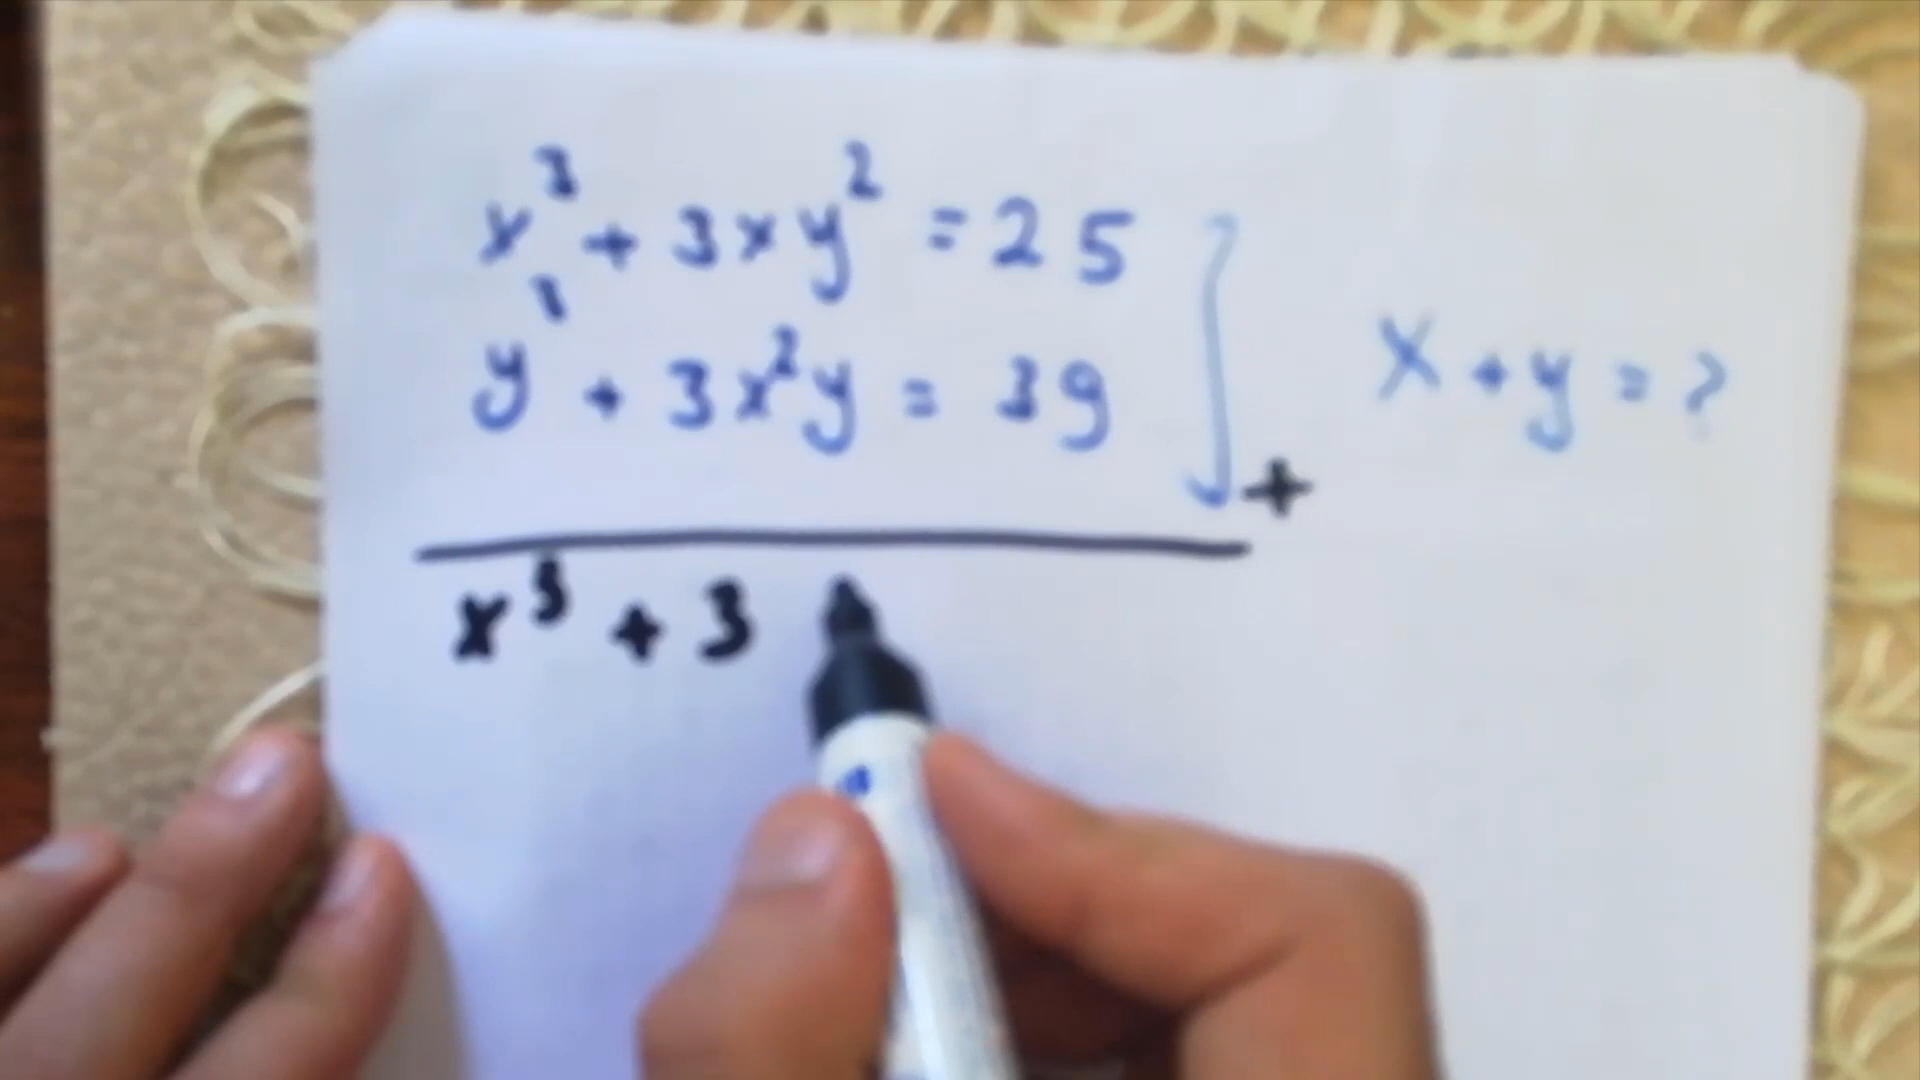 x³ + 3xy² = 25
y³ + 3x²y = 39
x + y = ?
+
x³ + 3